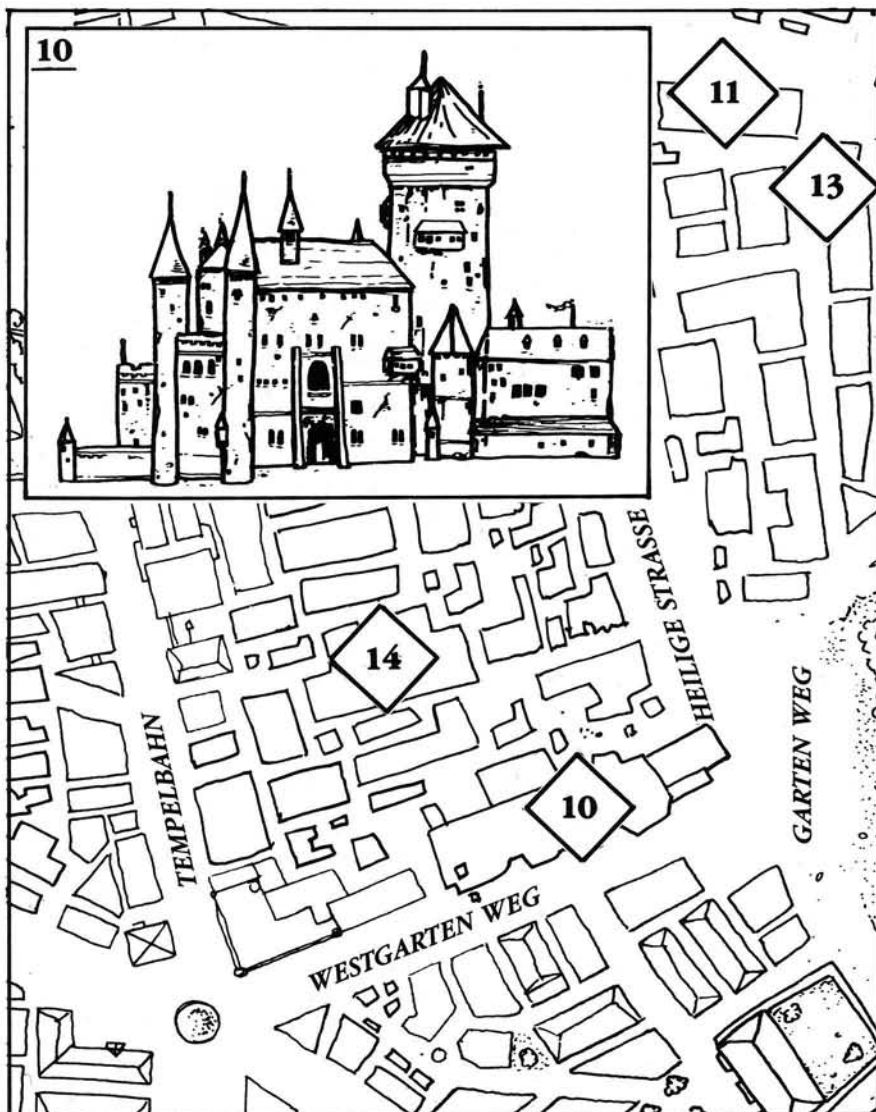 10
11
13
14
HEILIGE STRASSE
GARTEN WEG
TEMPELBAHN
10
WESTGARTEN WEG